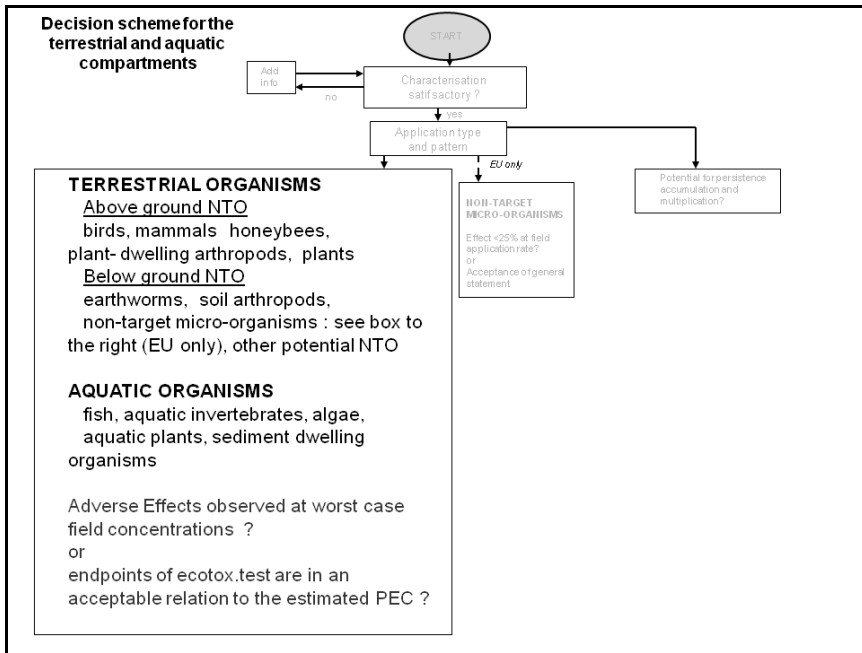 Decision scheme for the
terrestrial and aquatic
compartments
START
Add
info
Characterisation
satifsactory ?
no
yes
Application type
and pattern
EU only
TERRESTRIAL ORGANISMS
Above ground NTO
birds, mammals honeybees,
plant- dwelling arthropods, plants
Below ground NTO
earthworms, soil arthropods,
non-target micro-organisms : see box to
the right (EU only), other potential NTO
AQUATIC ORGANISMS
fish, aquatic invertebrates, algae,
aquatic plants, sediment dwelling
organisms
Adverse Effects observed at worst case
field concentrations ?
or
endpoints of ecotox.test are in an
acceptable relation to the estimated PEC ?
NON-TARGET
MICRO-ORGANISMS
Effect <25% at field
application rate?
or
Acceptance of general
statement
Potential for persistence
accumulation and
multiplication?